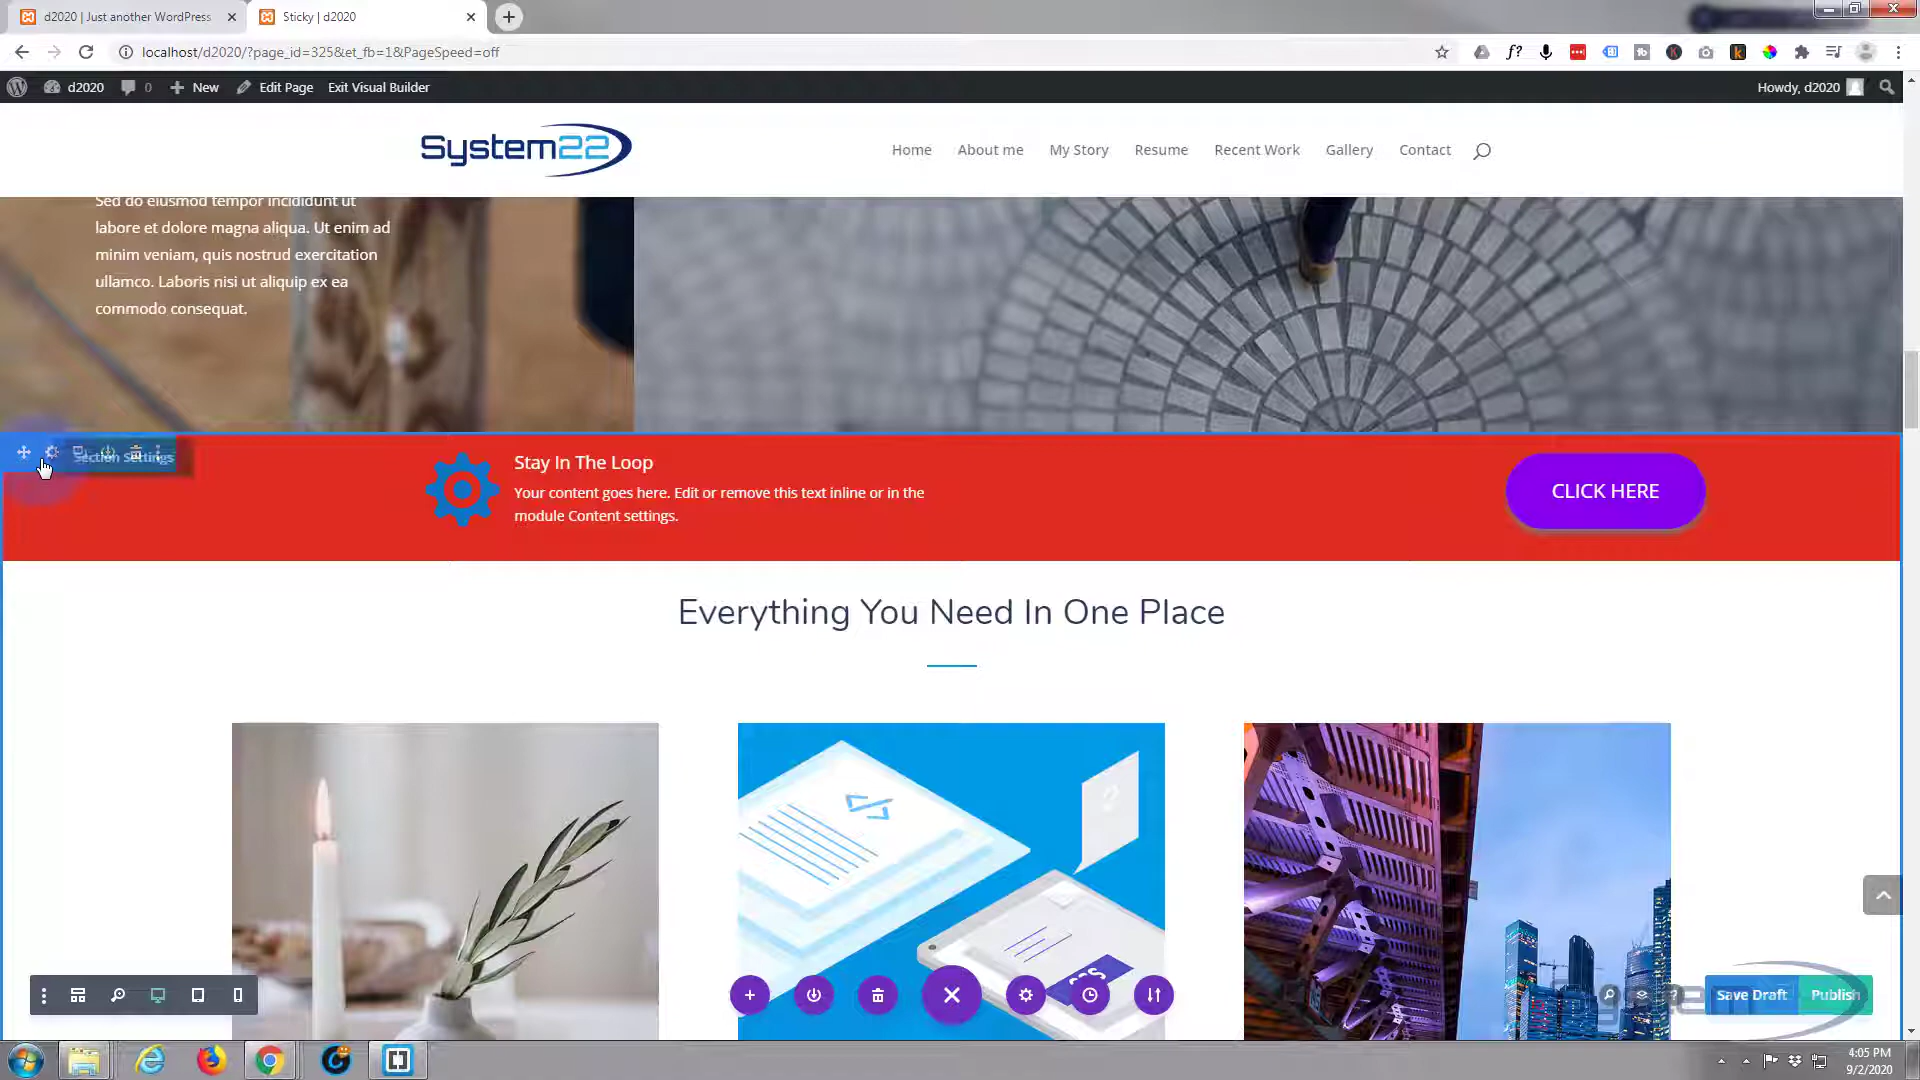 d2020 | Just another WordPress
Sticky | d2020
localhost/d2020/?page_id=325&et_fb=1&PageSpeed=off
d2020
0
New
Edit Page
Exit Visual Builder
Howdy, d2020
System22
Home
About me
My Story
Resume
Recent Work
Gallery
Contact
Sed do eiusmod tempor incididunt ut
labore et dolore magna aliqua. Ut enim ad
minim veniam, quis nostrud exercitation
ullamco. Laboris nisi ut aliquip ex ea
commodo consequat.
Section Settings
Stay In The Loop
Your content goes here. Edit or remove this text inline or in the
module Content settings.
CLICK HERE
Everything You Need In One Place
Save Draft
Publish
4:05 PM
9/2/2020